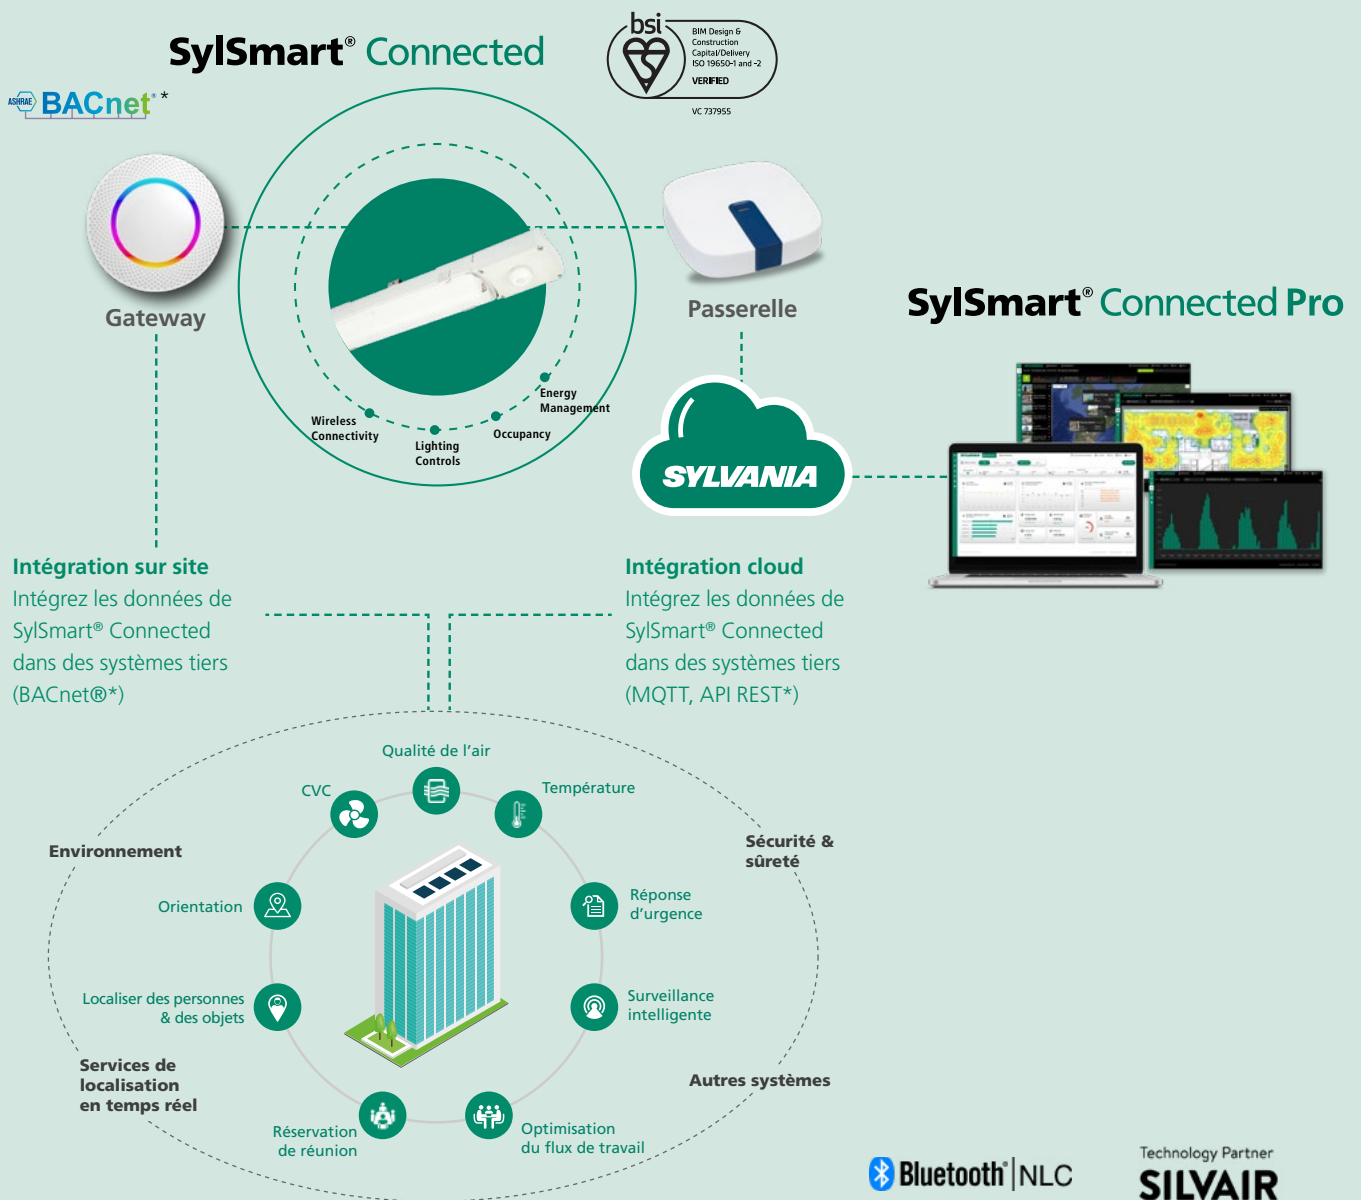 SylSmart® Connected
bsi
BIM Design &
Construction
Capital/Delivery
ISO 19650-1 and -2
VERIFIED
VC 737955
ASHRAE BACnet® *
Gateway
Passerelle
Wireless
Connectivity
Lighting
Controls
Occupancy
Energy
Management
SYLVANIA
SylSmart® Connected Pro
Intégration sur site
Intégrez les données de
SylSmart® Connected
dans des systèmes tiers
(BACnet®*)
Intégration cloud
Intégrez les données de
SylSmart® Connected
dans des systèmes tiers
(MQTT, API REST*)
Qualité de l’air
CVC
Température
Environnement
Sécurité &
sûreté
Orientation
Réponse
d’urgence
Localiser des personnes
& des objets
Surveillance
intelligente
Services de
localisation
en temps réel
Autres systèmes
Réservation
de réunion
Optimisation
du flux de travail
Bluetooth® | NLC
Technology Partner
SILVAIR